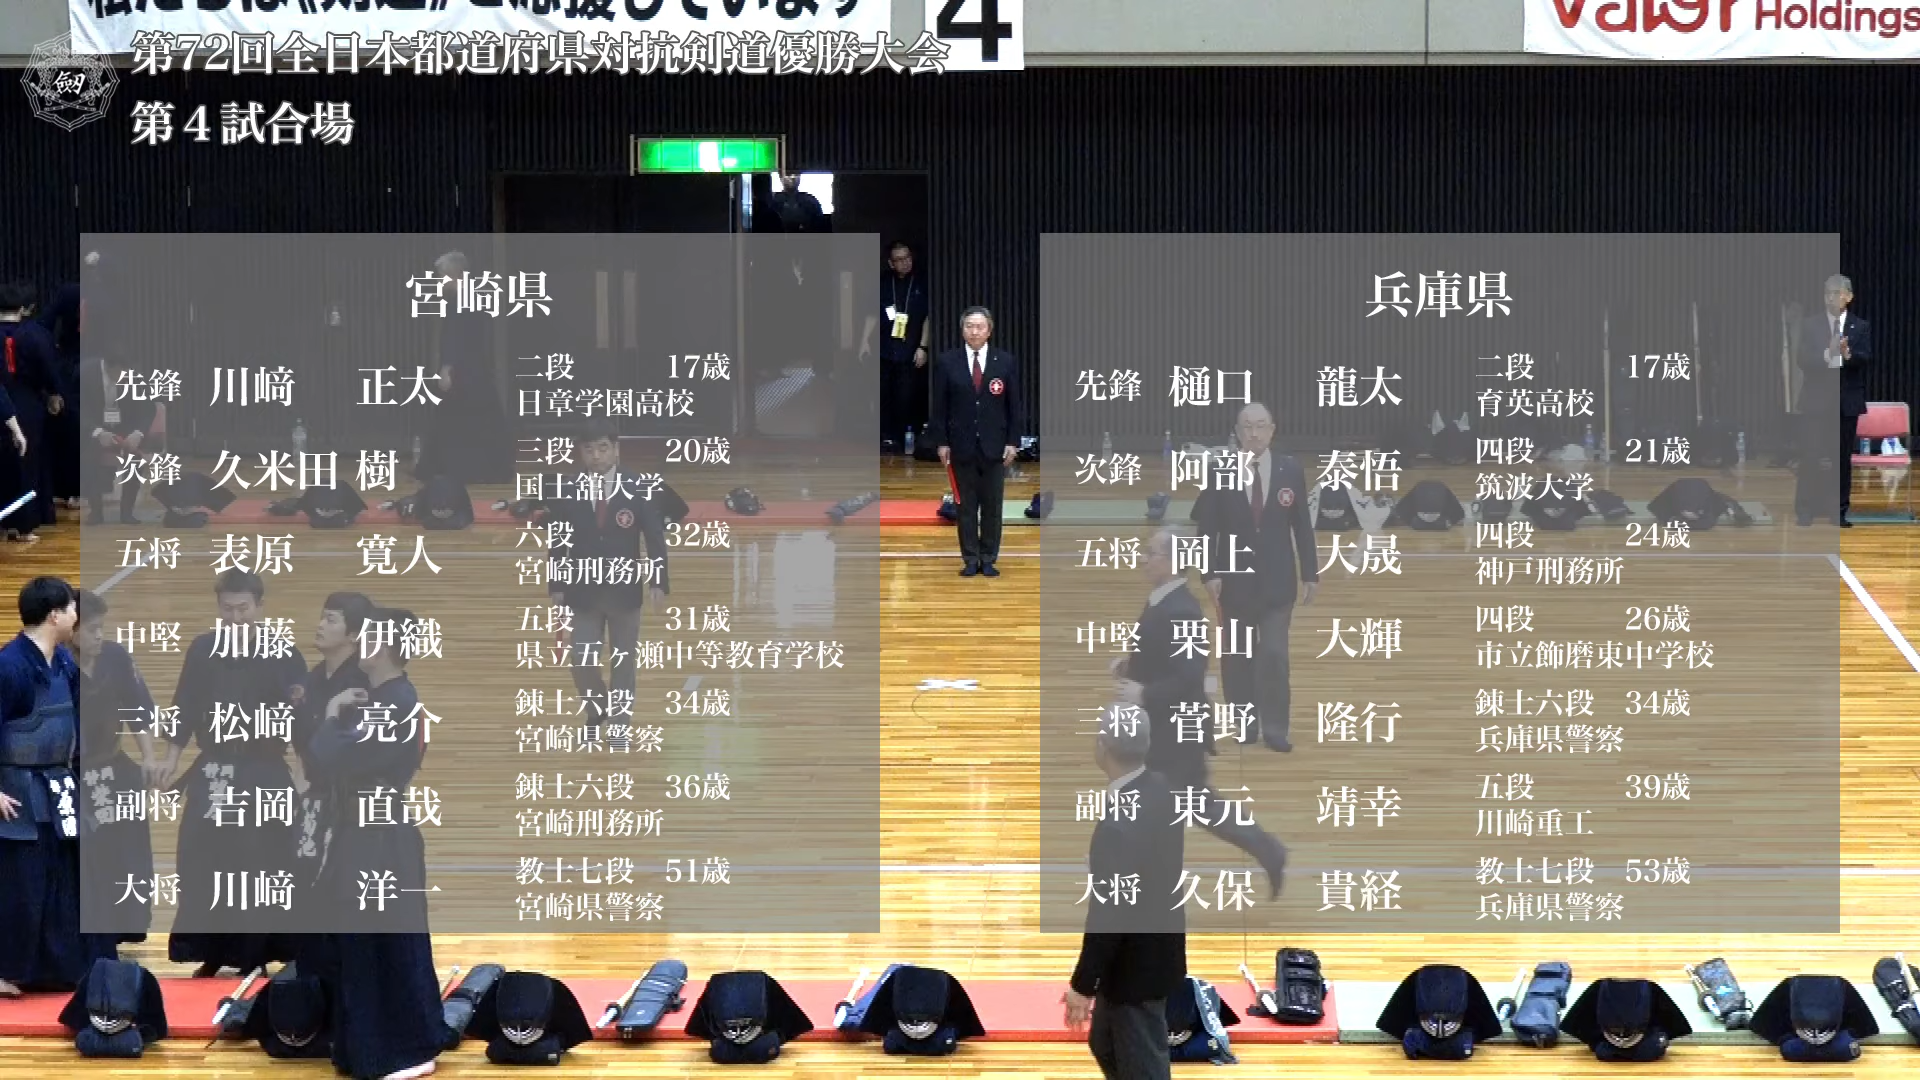 4
Valor Holdings
第72回全日本都道府県対抗剣道優勝大会
第４試合場
宮崎県
先鋒 川﨑 正太 二段 17歳
日章学園高校
次鋒 久米田 樹 三段 20歳
国士舘大学
五将 表原 寛人 六段 32歳
宮崎刑務所
中堅 加藤 伊織 五段 31歳
県立五ヶ瀬中等教育学校
三将 松﨑 亮介 錬士六段 34歳
宮崎県警察
副将 吉岡 直哉 錬士六段 36歳
宮崎刑務所
大将 川﨑 洋一 教士七段 51歳
宮崎県警察
兵庫県
先鋒 樋口 龍太 二段 17歳
育英高校
次鋒 阿部 泰悟 四段 21歳
筑波大学
五将 岡上 大晟 四段 24歳
神戸刑務所
中堅 栗山 大輝 四段 26歳
市立飾磨東中学校
三将 菅野 隆行 錬士六段 34歳
兵庫県警察
副将 東元 靖幸 五段 39歳
川崎重工
大将 久保 貴経 教士七段 53歳
兵庫県警察